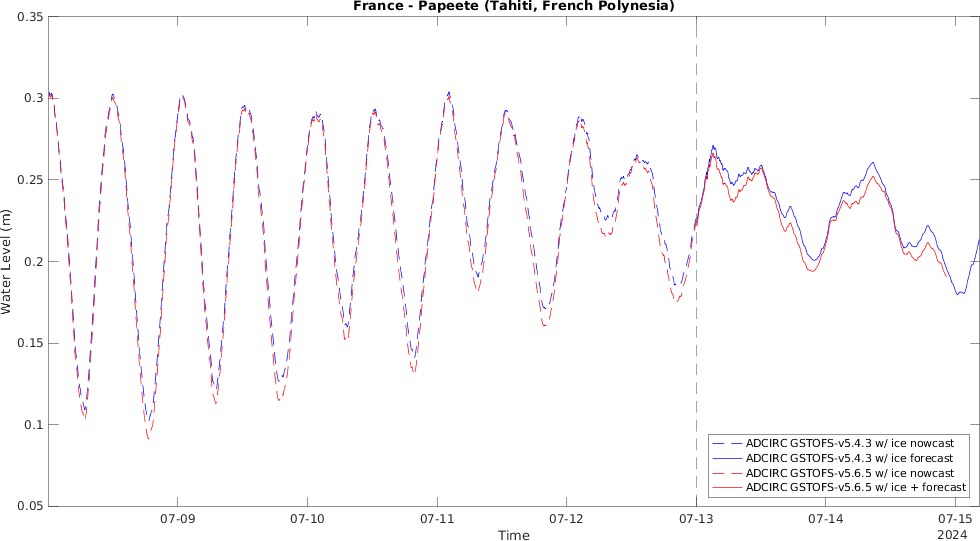 France - Papeete (Tahiti, French Polynesia)
0.35
0.3
0.25
0.2
0.15
0.1
0.05
Water Level (m)
07-09
07-10
07-11
07-12
07-13
07-14
07-15
2024
Time
ADCIRC GSTOFS-v5.4.3 w/ ice nowcast
ADCIRC GSTOFS-v5.4.3 w/ ice forecast
ADCIRC GSTOFS-v5.6.5 w/ ice nowcast
ADCIRC GSTOFS-v5.6.5 w/ ice + forecast